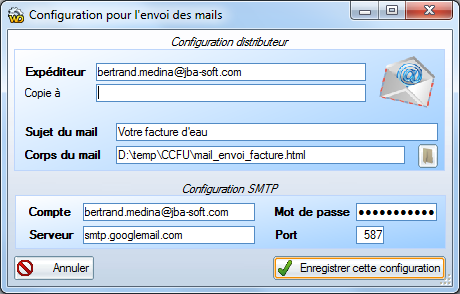 Configuration pour l'envoi des mails
Configuration distributeur
Expéditeur bertrand.medina@jba-soft.com
Copie à
Sujet du mail Votre facture d'eau
Corps du mail D:\temp\CCFU\mail_envoi_facture.html
Configuration SMTP
Compte bertrand.medina@jba-soft.com Mot de passe ●●●●●●●●●●●
Serveur smtp.googlemail.com Port 587
Annuler Enregistrer cette configuration